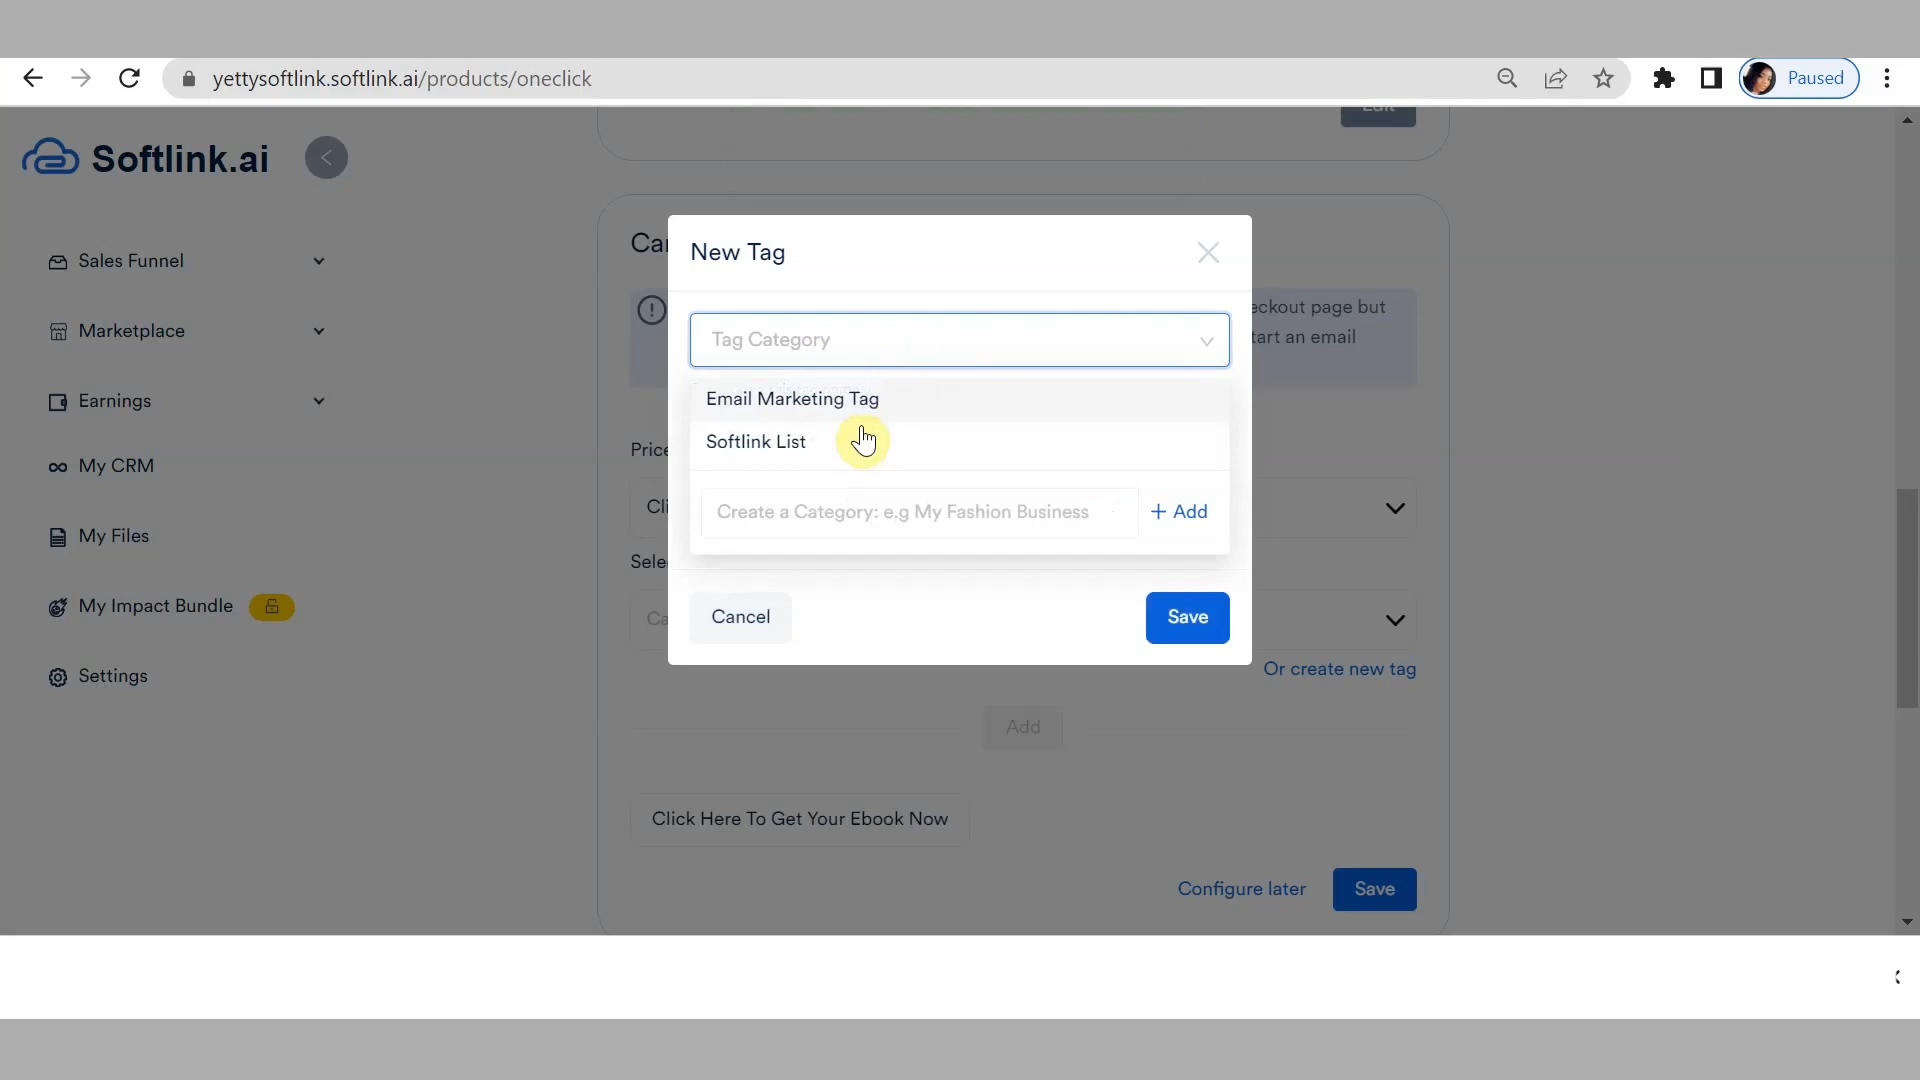 yettysoftlink.softlink.ai/products/oneclick
Paused
Edit
Softlink.ai
Sales Funnel
Marketplace
Earnings
My CRM
My Files
My Impact Bundle
Settings
New Tag
eckout page but
tart an email
Tag Category
Email Marketing Tag
Softlink List
Create a Category: e.g My Fashion Business
+ Add
Price
Cli
Sele
Ca
Cancel
Save
Or create new tag
Add
Click Here To Get Your Ebook Now
Configure later
Save